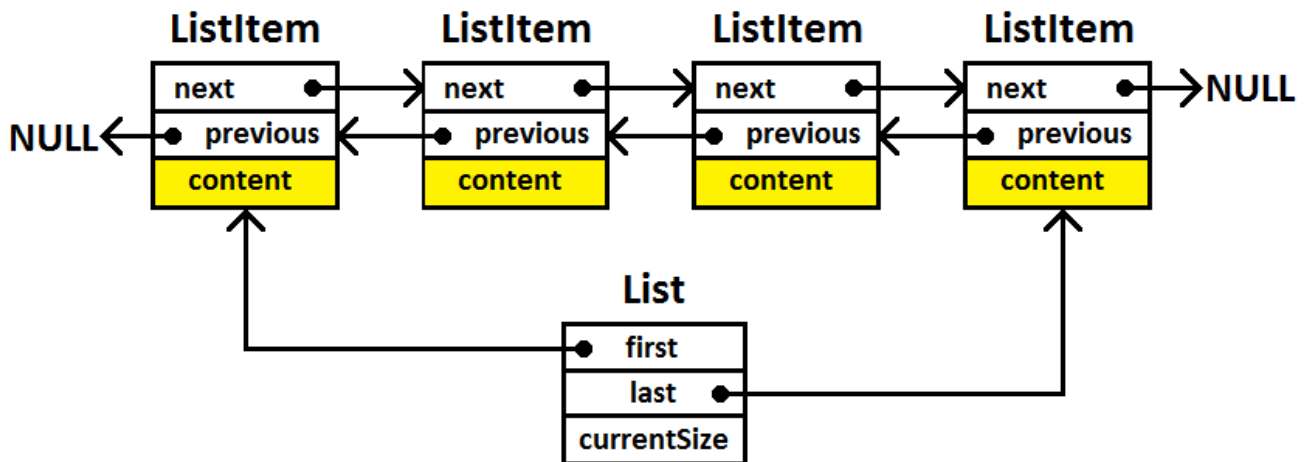 ListItem ListItem ListItem ListItem
next next next next NULL
NULL previous previous previous previous
content content content content
List
first
last
currentSize